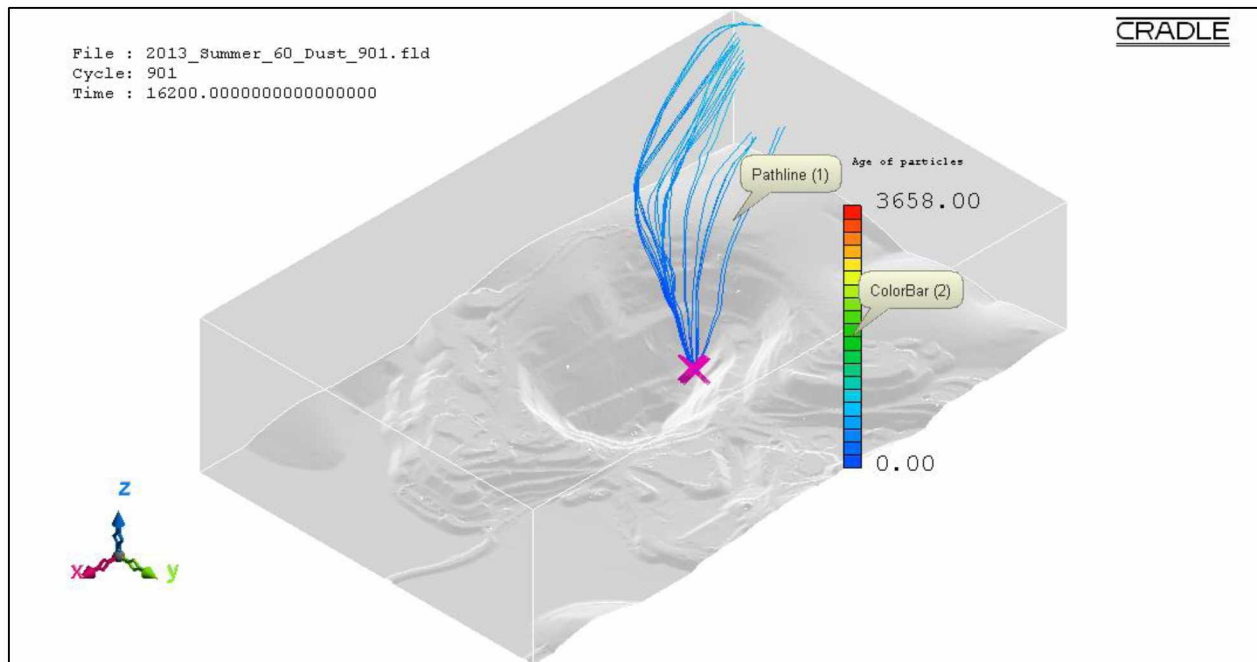 CRADLE
File : 2013_Summer_60_Dust_901.fld
Cycle: 901
Time : 16200.0000000000000000
Pathline (1)
Age of particles
3658.00
ColorBar (2)
0.00
z
x
y